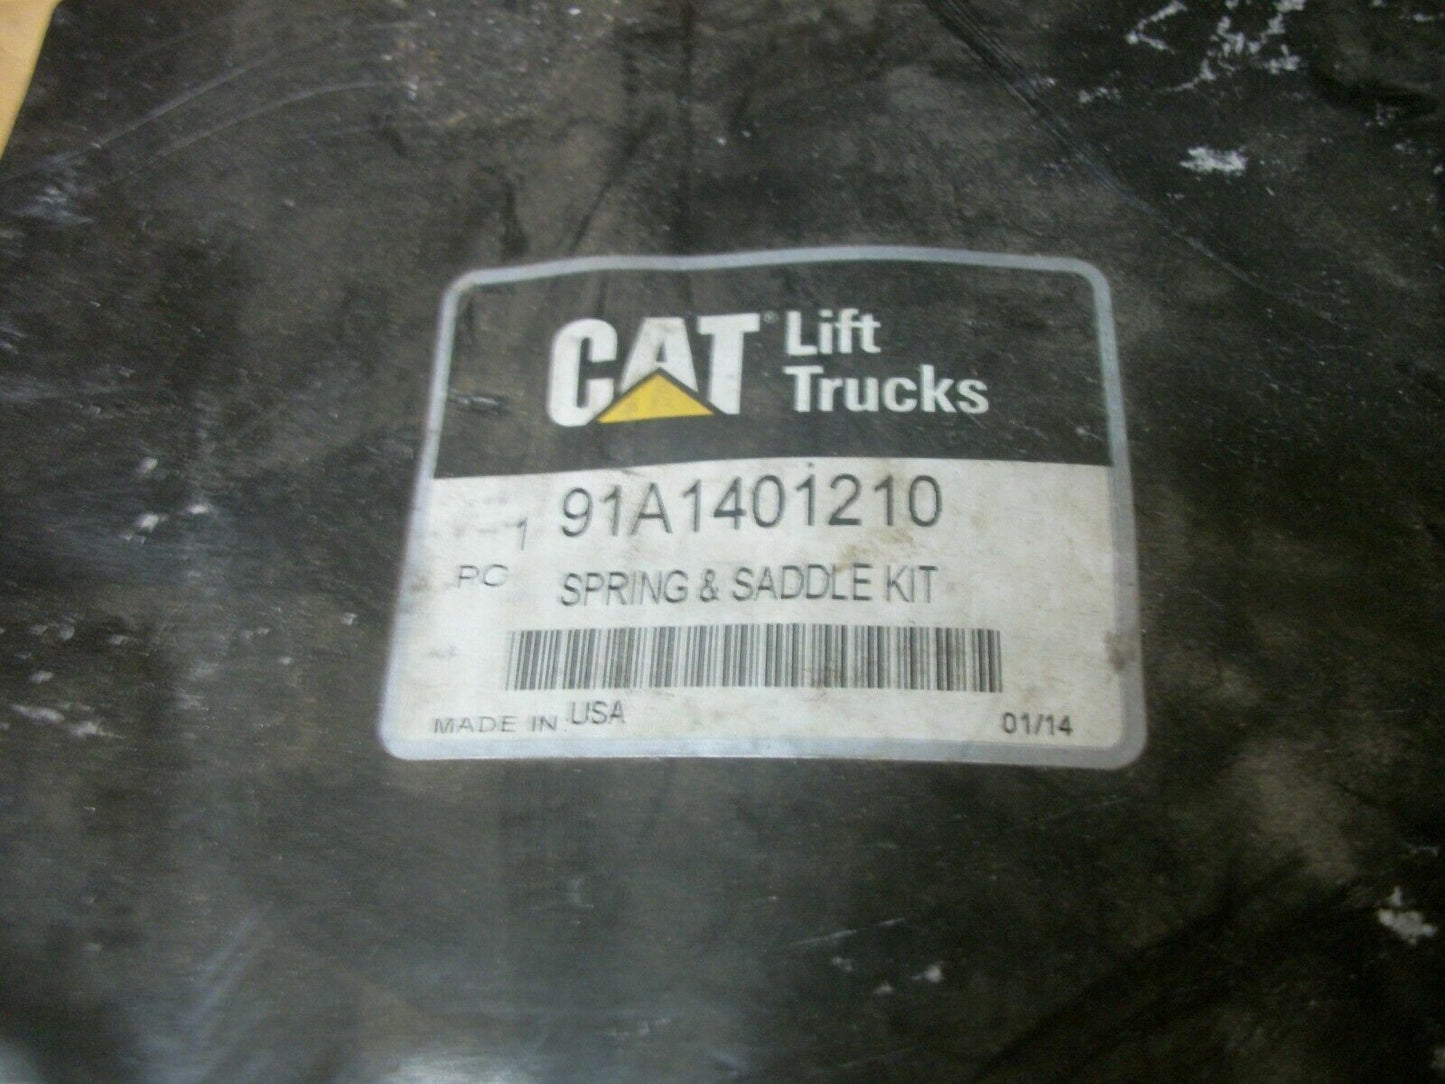 CAT® Lift
Trucks
1 91A1401210
PC SPRING & SADDLE KIT
MADE IN USA 01/14